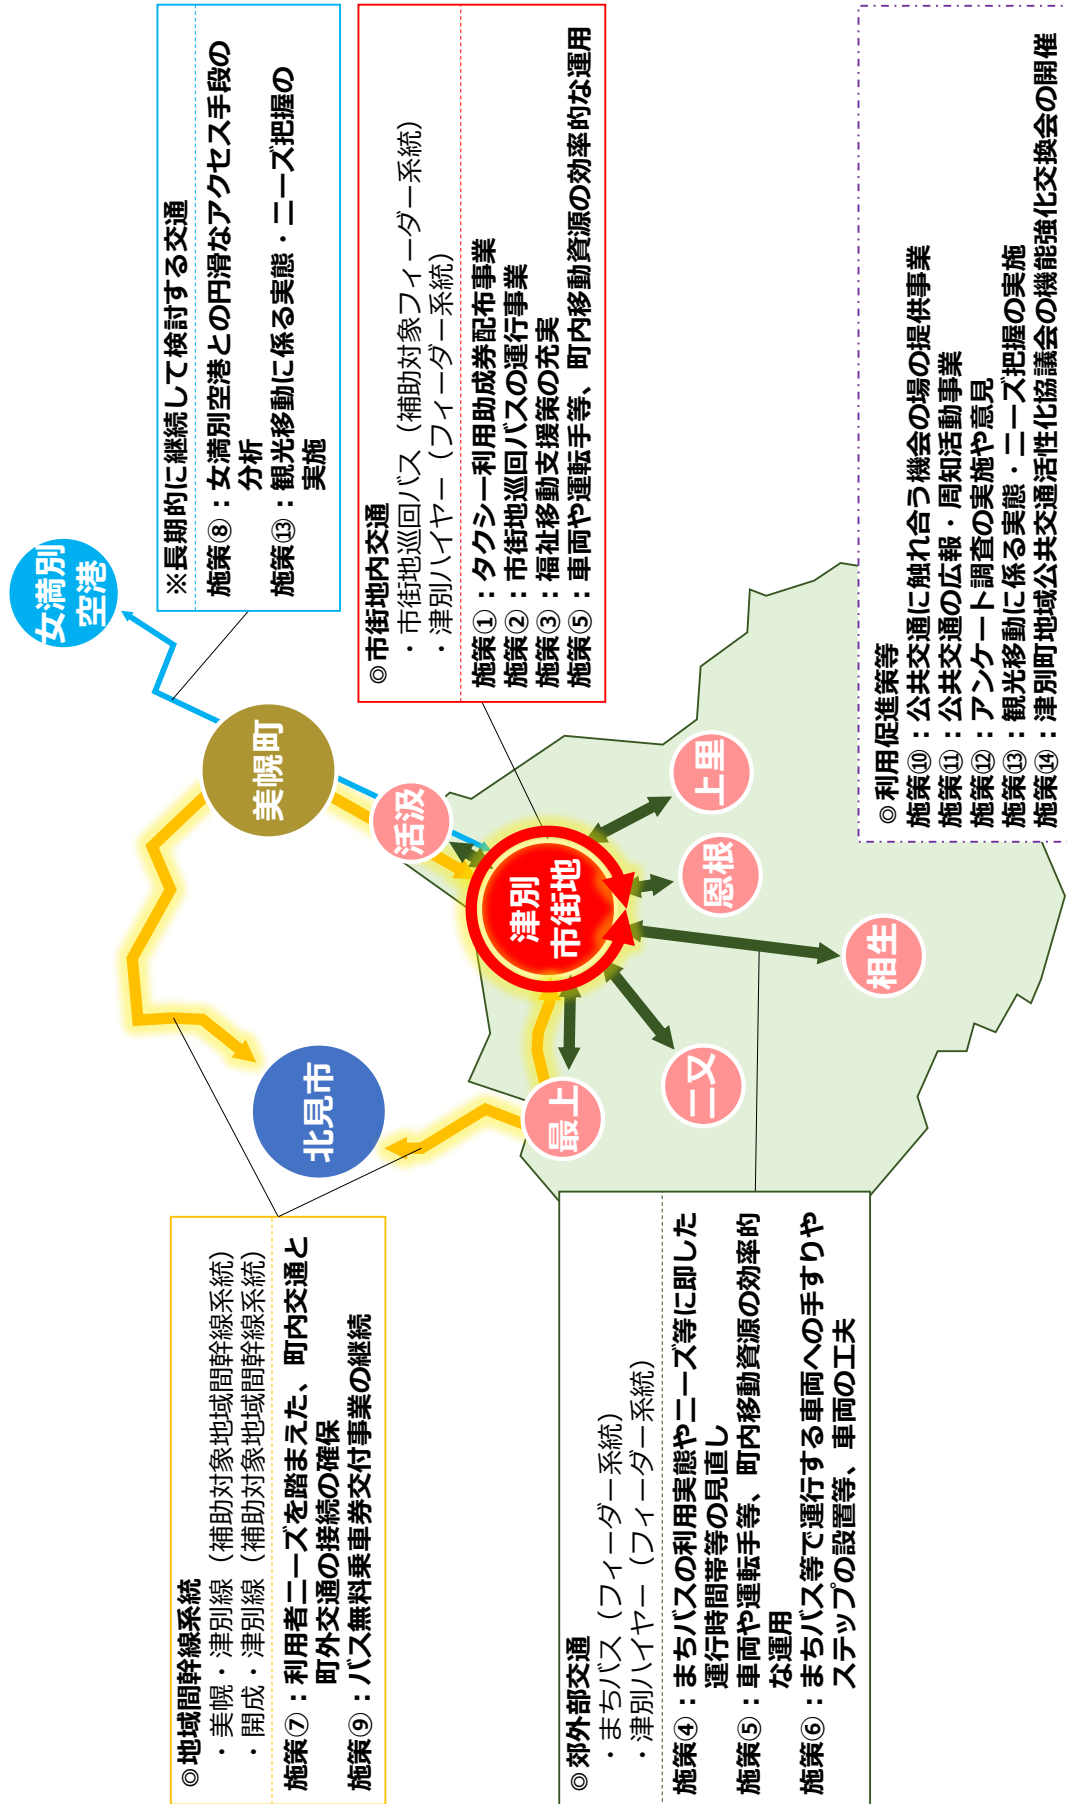 ◎地域間幹線系統
・美幌・津別線（補助対象地域間幹線系統）
・開成・津別線（補助対象地域間幹線系統）
施策⑦：利用者ニーズを踏まえた、町内交通と
町外交通の接続の確保
施策⑨：バス無料乗車券交付事業の継続
北見市
美幌町
女満別
空港
※長期的に継続して検討する交通
施策⑧：女満別空港との円滑なアクセス手段の
分析
施策⑬：観光移動に係る実態・ニーズ把握の
実施
◎市街地内交通
・市街地巡回バス（補助対象フィーダー系統）
・津別ハイヤー（フィーダー系統）
施策①：タクシー利用助成券配布事業
施策②：市街地巡回バスの運行事業
施策③：福祉移動支援策の充実
施策⑤：車両や運転手等、町内移動資源の効率的な運用
活汲
津別
市街地
最上
二又
相生
恩根
上里
◎郊外部交通
・まちバス（フィーダー系統）
・津別ハイヤー（フィーダー系統）
施策④：まちバスの利用実態やニーズ等に即した
運行時間帯等の見直し
施策⑤：車両や運転手等、町内移動資源の効率的
な運用
施策⑥：まちバス等で運行する車両への手すりや
ステップの設置等、車両の工夫
◎利用促進策等
施策⑩：公共交通に触れ合う機会の場の提供事業
施策⑪：公共交通の広報・周知活動事業
施策⑫：アンケート調査の実施や意見
施策⑬：観光移動に係る実態・ニーズ把握の実施
施策⑭：津別町地域公共交通活性化協議会の機能強化交換会の開催